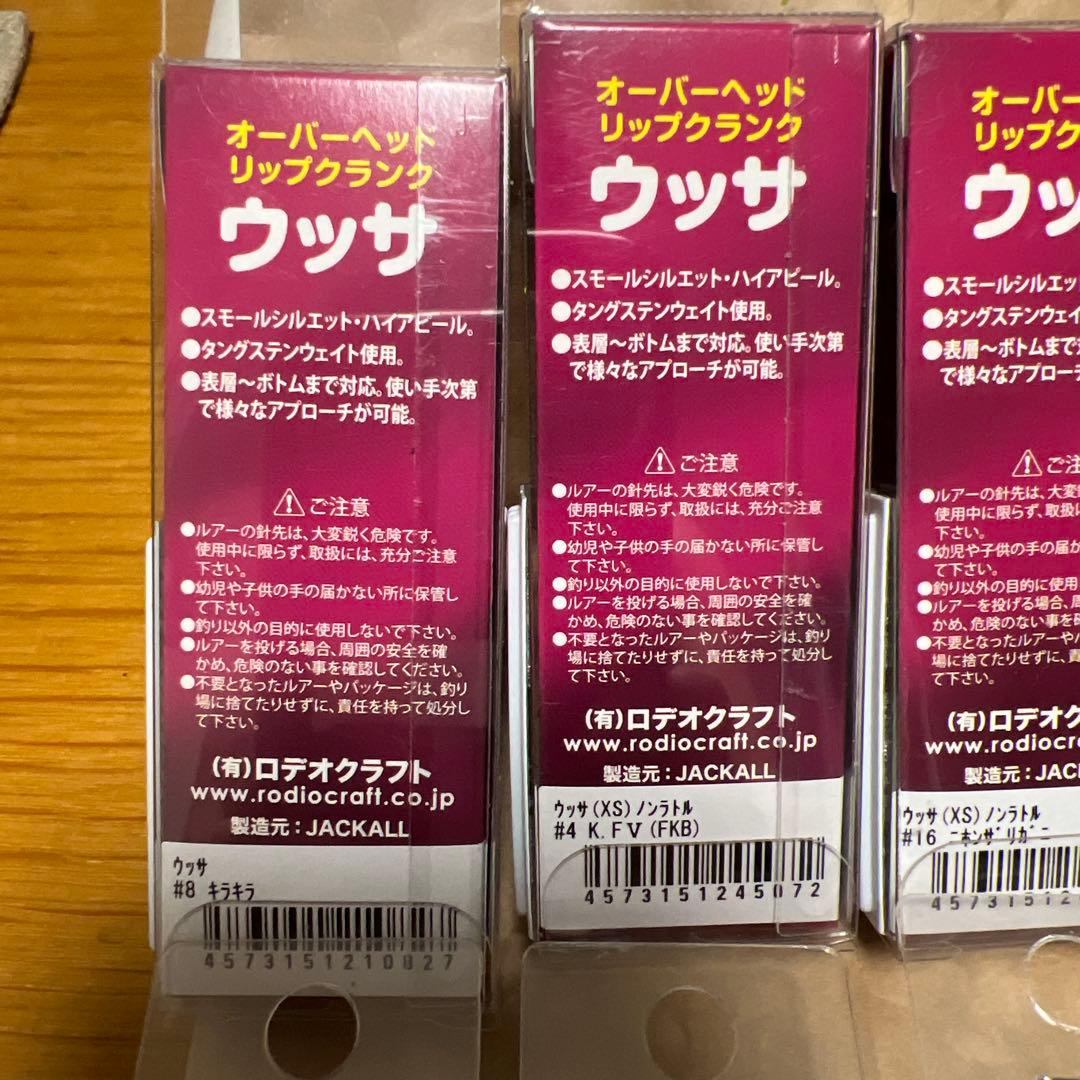 オーバーヘッド
リップクランク
ウッサ
●スモールシルエット・ハイアピール。
●タングステンウェイト使用。
●表層～ボトムまで対応。使い手次第
で様々なアプローチが可能。
ご注意
●ルアーの針先は、大変鋭く危険です。
使用中に限らず、取扱には、充分ご注意
下さい。
●幼児や子供の手の届かない所に保管し
て下さい。
●釣り以外の目的に使用しないで下さい。
●ルアーを投げる場合、周囲の安全を確
かめ、危険のない事を確認してください。
●不要となったルアーやパッケージは、釣り
場に捨てたりせずに、責任を持って処分し
て下さい。
(有)ロデオクラフト
www.rodiocraft.co.jp
製造元:JACKALL
ウッサ
#8 キラキラ
4573151210827
オーバーヘッド
リップクランク
ウッサ
●スモールシルエット・ハイアピール。
●タングステンウェイト使用。
●表層～ボトムまで対応。使い手次第
で様々なアプローチが可能。
ご注意
●ルアーの針先は、大変鋭く危険です。
使用中に限らず、取扱には、充分ご注意
下さい。
●幼児や子供の手の届かない所に保管し
て下さい。
●釣り以外の目的に使用しないで下さい。
●ルアーを投げる場合、周囲の安全を確
かめ、危険のない事を確認してください。
●不要となったルアーやパッケージは、釣り
場に捨てたりせずに、責任を持って処分し
て下さい。
(有)ロデオクラフト
www.rodiocraft.co.jp
製造元:JACKALL
ウッサ(XS)ノンラトル
#4 K.FV(FKB)
4573151245072
オーバー
リップク
ウッ
●スモールシルエッ
●タングステンウェイ
●表層～ボトムまで
で様々なアプローチ
ご注
●ルアーの針先は、大変
使用中に限らず、取扱
下さい。
●幼児や子供の手の届か
て下さい。
●釣り以外の目的に使用
●ルアーを投げる場合、周
かめ、危険のない事を
●不要となったルアーや
場に捨てたりせずに、責
て下さい。
(有)ロデオク
www.rodiocra
製造元:JAC
ウッサ(XS)ノンラトル
#16 ニホンザリガニ
45731512